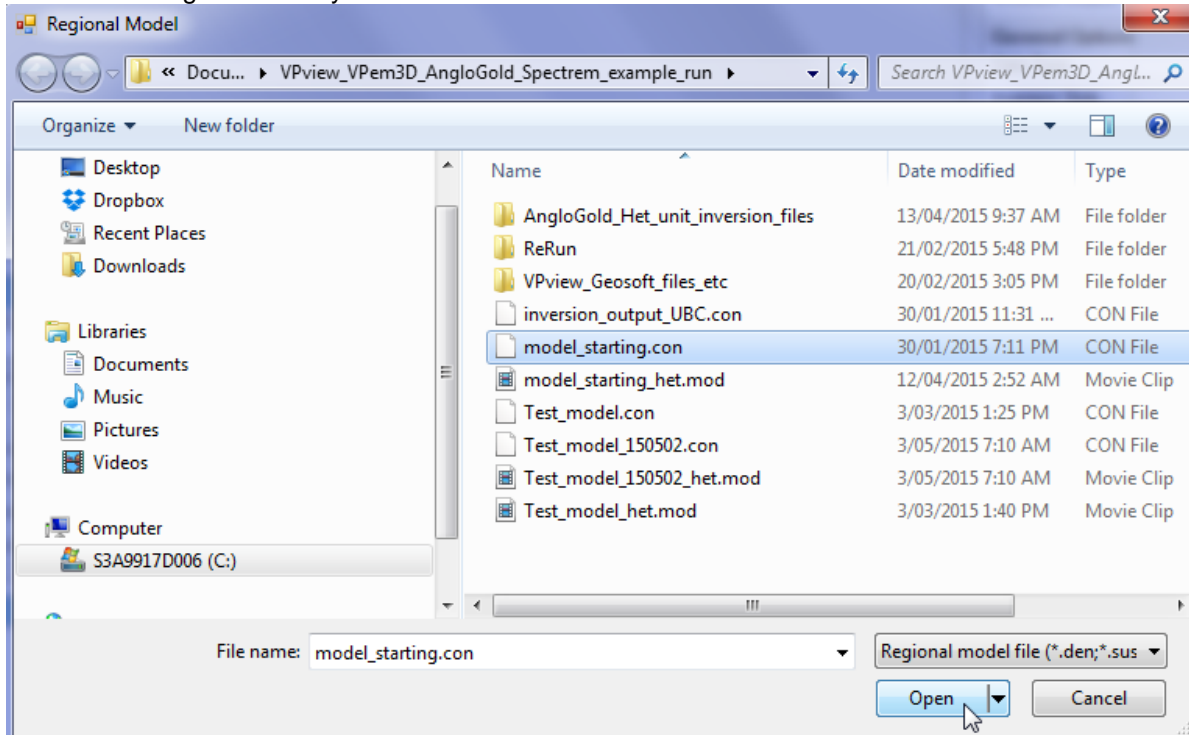 Regional Model
« Docu... VPview_VPem3D_AngloGold_Spectrem_example_run Search VPview_VPem3D_Angl...
Organize New folder
Desktop
Dropbox
Recent Places
Downloads
Libraries
Documents
Music
Pictures
Videos
Computer
S3A9917D006 (C:)
Name Date modified Type
AngloGold_Het_unit_inversion_files 13/04/2015 9:37 AM File folder
ReRun 21/02/2015 5:48 PM File folder
VPview_Geosoft_files_etc 20/02/2015 3:05 PM File folder
inversion_output_UBC.con 30/01/2015 11:31 ... CON File
model_starting.con 30/01/2015 7:11 PM CON File
model_starting_het.mod 12/04/2015 2:52 AM Movie Clip
Test_model.con 3/03/2015 1:25 PM CON File
Test_model_150502.con 3/05/2015 7:10 AM CON File
Test_model_150502_het.mod 3/05/2015 7:10 AM Movie Clip
Test_model_het.mod 3/03/2015 1:40 PM Movie Clip
File name: model_starting.con Regional model file (*.den;*.sus
Open Cancel